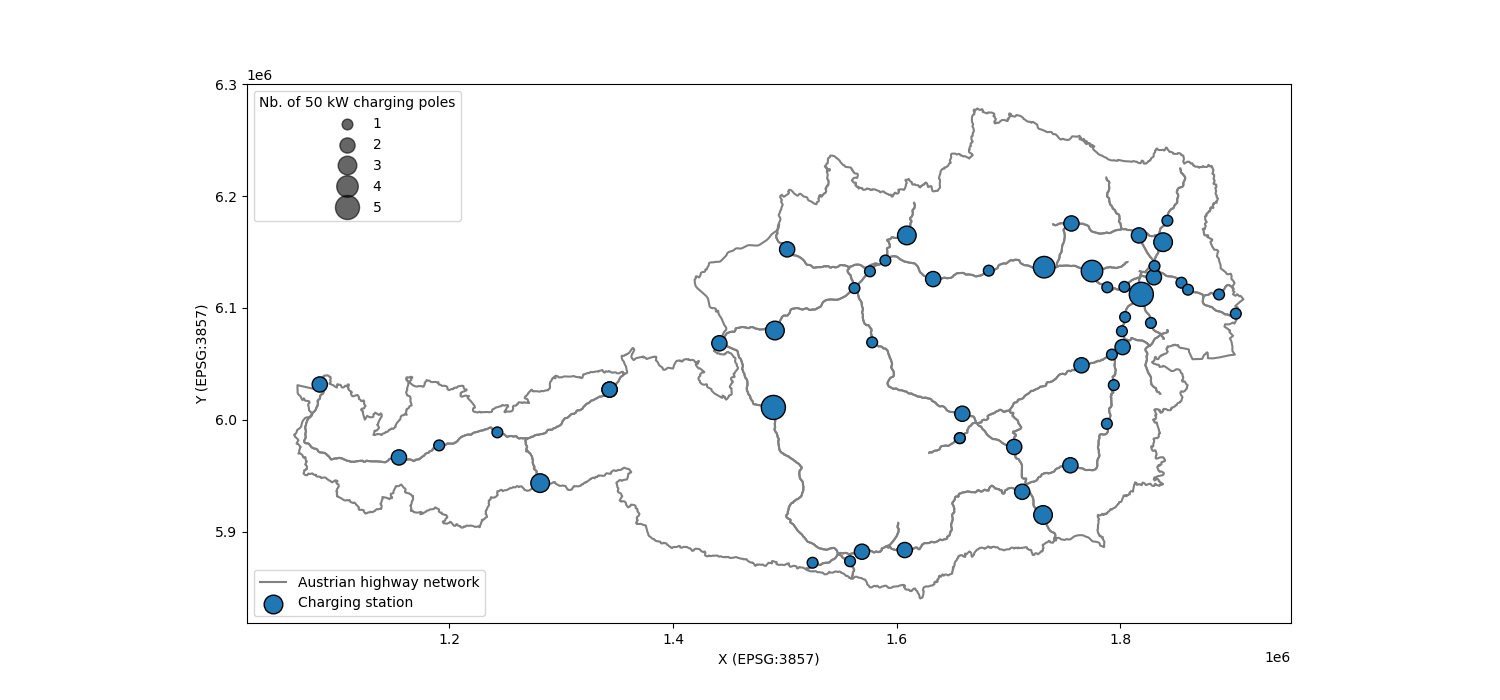 1e6
6.3
6.2
6.1
6.0
5.9
Y (EPSG:3857)
Nb. of 50 kW charging poles
1
2
3
4
5
Austrian highway network
Charging station
1.2
1.4
1.6
1.8
1e6
X (EPSG:3857)